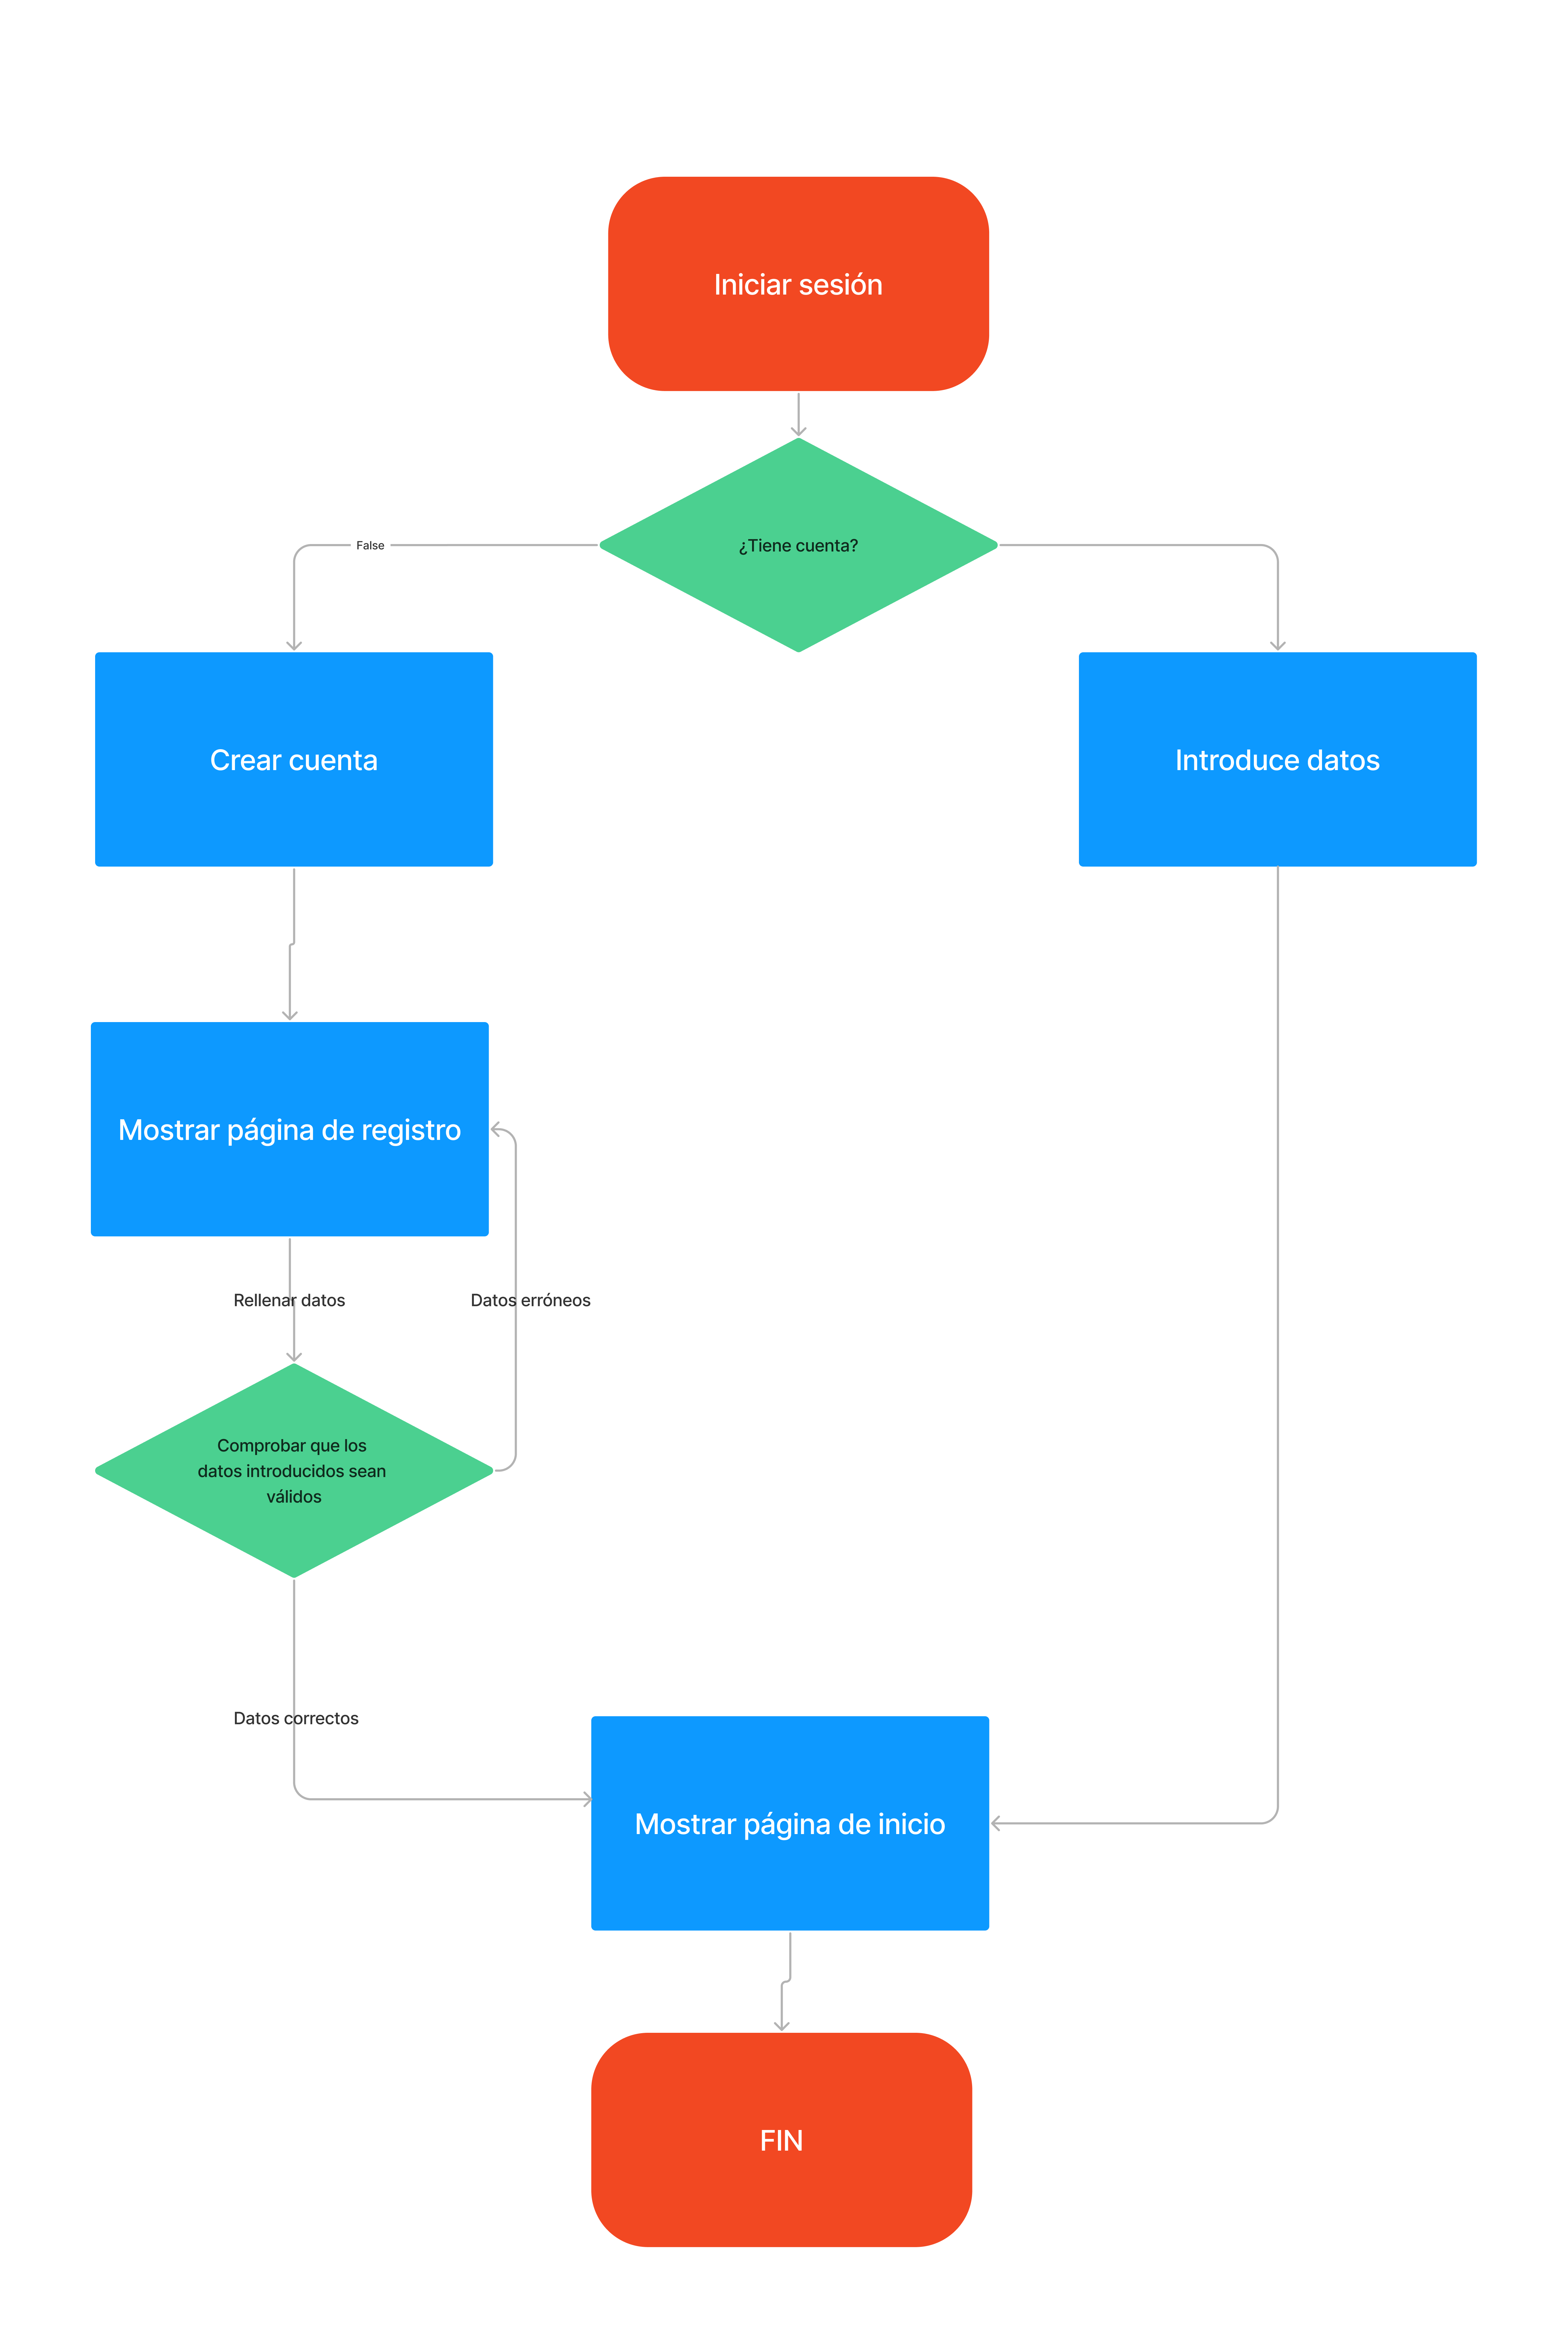 Iniciar sesión
¿Tiene cuenta?
False
Crear cuenta
Introduce datos
Mostrar página de registro
Rellenar datos
Datos erróneos
Comprobar que los
datos introducidos sean
válidos
Datos correctos
Mostrar página de inicio
FIN